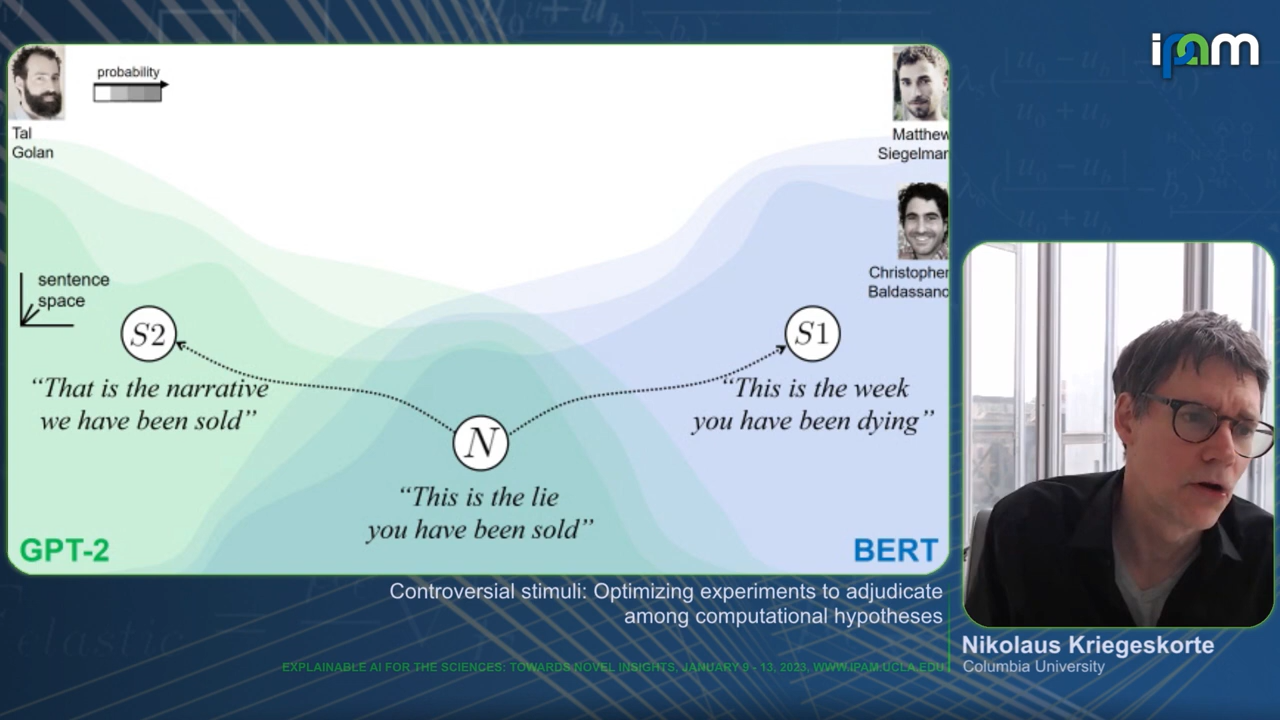 ipam
probability
Tal
Golan
Matthew
Siegelman
Christopher
Baldassano
sentence
space
S2
S1
“That is the narrative
we have been sold”
“This is the week
you have been dying”
N
“This is the lie
you have been sold”
GPT-2
BERT
Controversial stimuli: Optimizing experiments to adjudicate
among computational hypotheses
Nikolaus Kriegeskorte
Columbia University
EXPLAINABLE AI FOR THE SCIENCES: TOWARDS NOVEL INSIGHTS, JANUARY 9 - 13, 2023, WWW.IPAM.UCLA.EDU
elastic